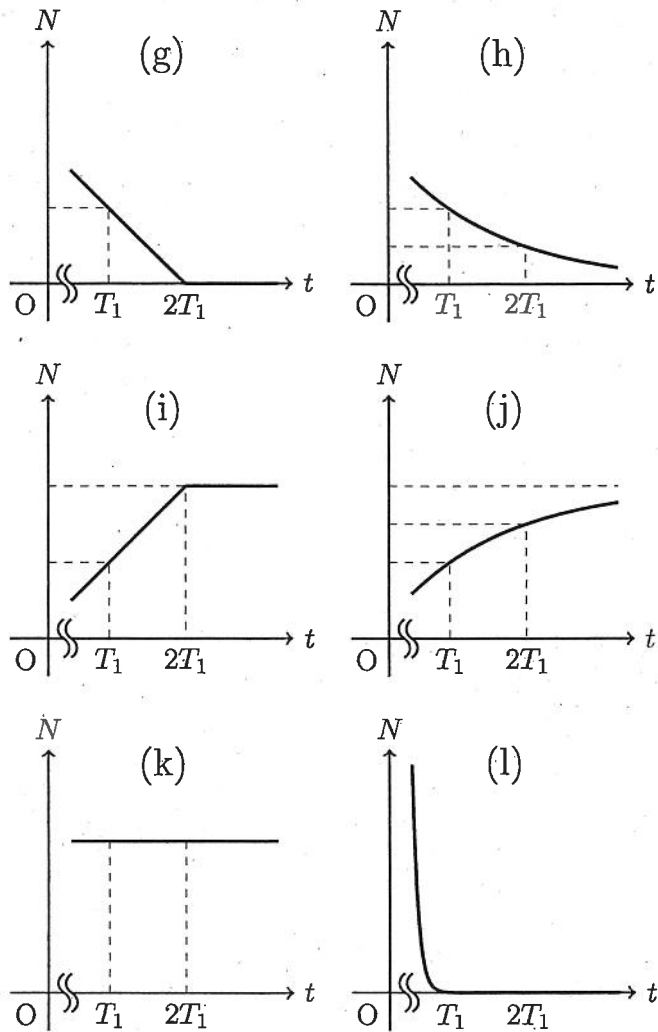 N (g)
N (h)
O T₁ 2T₁ t
O T₁ 2T₁ t
N (i)
N (j)
O T₁ 2T₁ t
O T₁ 2T₁ t
N (k)
N (l)
O T₁ 2T₁ t
O T₁ 2T₁ t